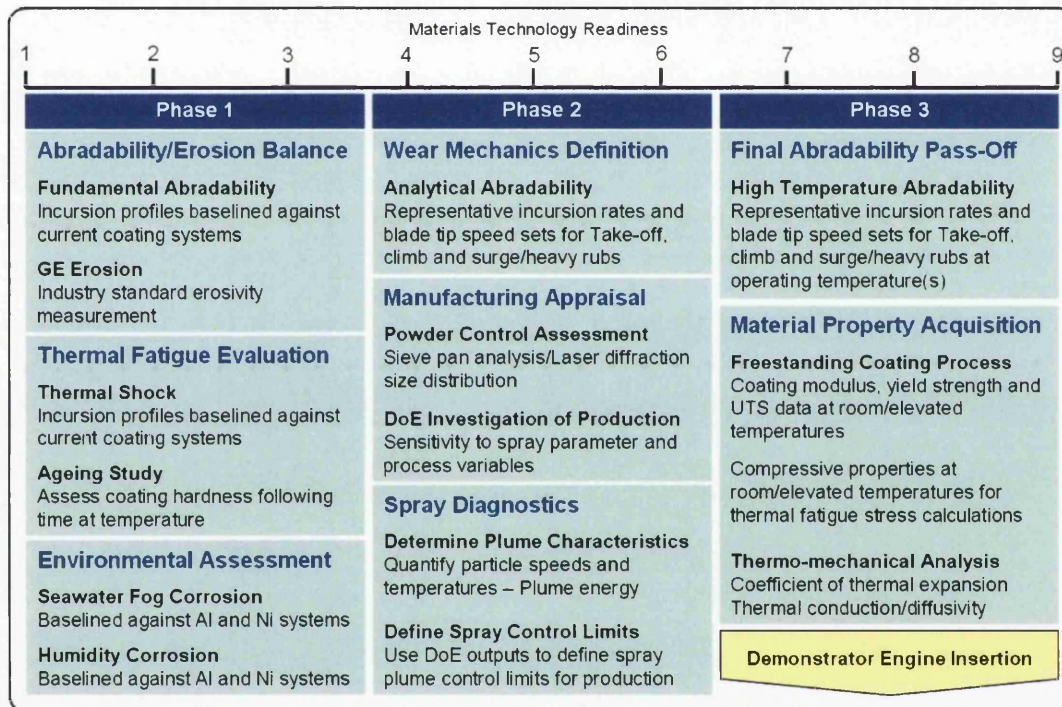 Materials Technology Readiness
1 2 3 4 5 6 7 8 9
Phase 1
Abradability/Erosion Balance
Fundamental Abradability
Incursion profiles baselined against
current coating systems
GE Erosion
Industry standard erosivity
measurement
Thermal Fatigue Evaluation
Thermal Shock
Incursion profiles baselined against
current coating systems
Ageing Study
Assess coating hardness following
time at temperature
Environmental Assessment
Seawater Fog Corrosion
Baselined against Al and Ni systems
Humidity Corrosion
Baselined against Al and Ni systems
Phase 2
Wear Mechanics Definition
Analytical Abradability
Representative incursion rates and
blade tip speed sets for Take-off,
climb and surge/heavy rubs
Manufacturing Appraisal
Powder Control Assessment
Sieve pan analysis/Laser diffraction
size distribution
DoE Investigation of Production
Sensitivity to spray parameter and
process variables
Spray Diagnostics
Determine Plume Characteristics
Quantify particle speeds and
temperatures – Plume energy
Define Spray Control Limits
Use DoE outputs to define spray
plume control limits for production
Phase 3
Final Abradability Pass-Off
High Temperature Abradability
Representative incursion rates and
blade tip speed sets for Take-off,
climb and surge/heavy rubs at
operating temperature(s)
Material Property Acquisition
Freestanding Coating Process
Coating modulus, yield strength and
UTS data at room/elevated
temperatures
Compressive properties at
room/elevated temperatures for
thermal fatigue stress calculations
Thermo-mechanical Analysis
Coefficient of thermal expansion
Thermal conduction/diffusivity
Demonstrator Engine Insertion